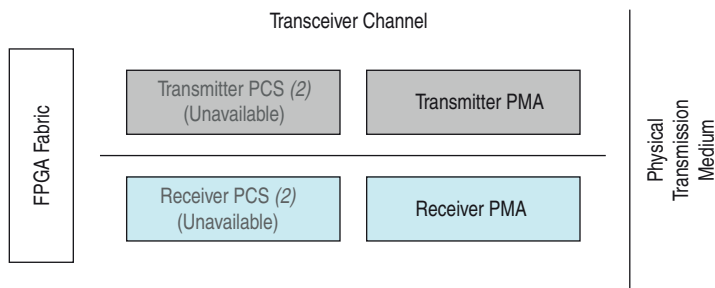 Transceiver Channel
FPGA Fabric
Transmitter PCS (2)
(Unavailable)
Transmitter PMA
Receiver PCS (2)
(Unavailable)
Receiver PMA
Physical
Transmission
Medium